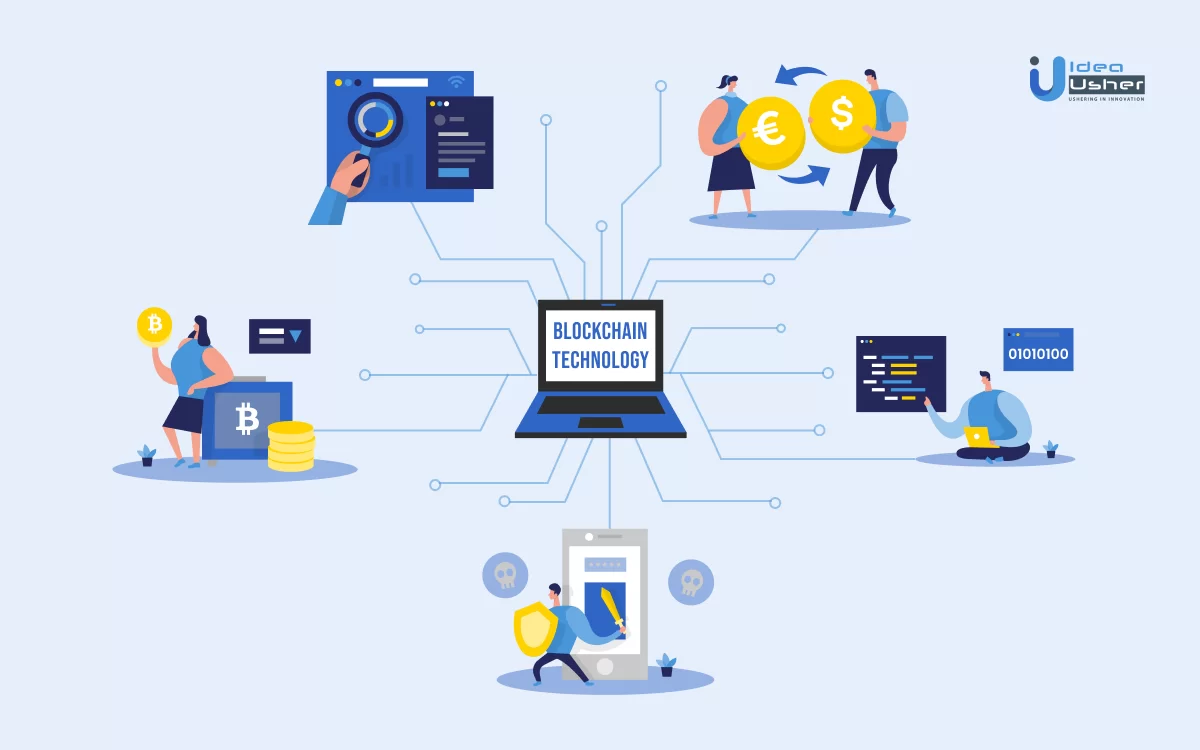 Idea
Usher
USHERING IN INNOVATION
€
$
BLOCKCHAIN
TECHNOLOGY
₿
₿
01010100